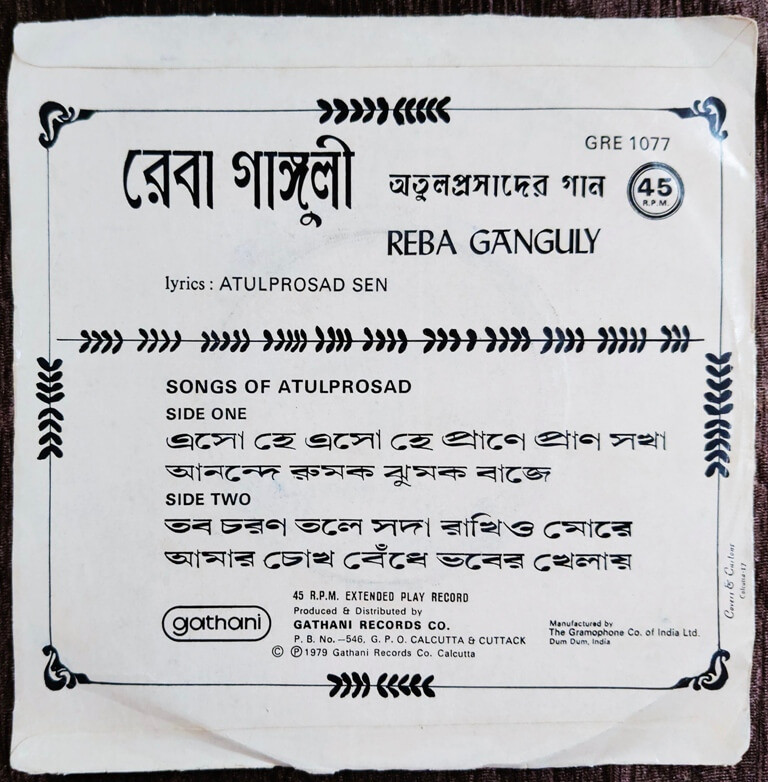 GRE 1077
রেবা গাঙ্গুলী অতুলপ্রসাদের গান 45 R.P.M.
REBA GANGULY
lyrics : ATULPROSAD SEN
SONGS OF ATULPROSAD
SIDE ONE
এসো হে এসো হে প্রাণে প্রাণ সখা
আনন্দে রুমক ঝুমক বাজে
SIDE TWO
তব চরণ তলে সদা রাখিও মোরে
আমার চোখ বেঁধে ভবের খেলায়
45 R.P.M. EXTENDED PLAY RECORD
Produced & Distributed by
gathani GATHANI RECORDS CO.
P. B. No.—546, G. P. O. CALCUTTA & CUTTACK
© ℗ 1979 Gathani Records Co. Calcutta
Manufactured by
The Gramophone Co. of India Ltd.
Dum Dum, India
Covers &
Calcutta-17